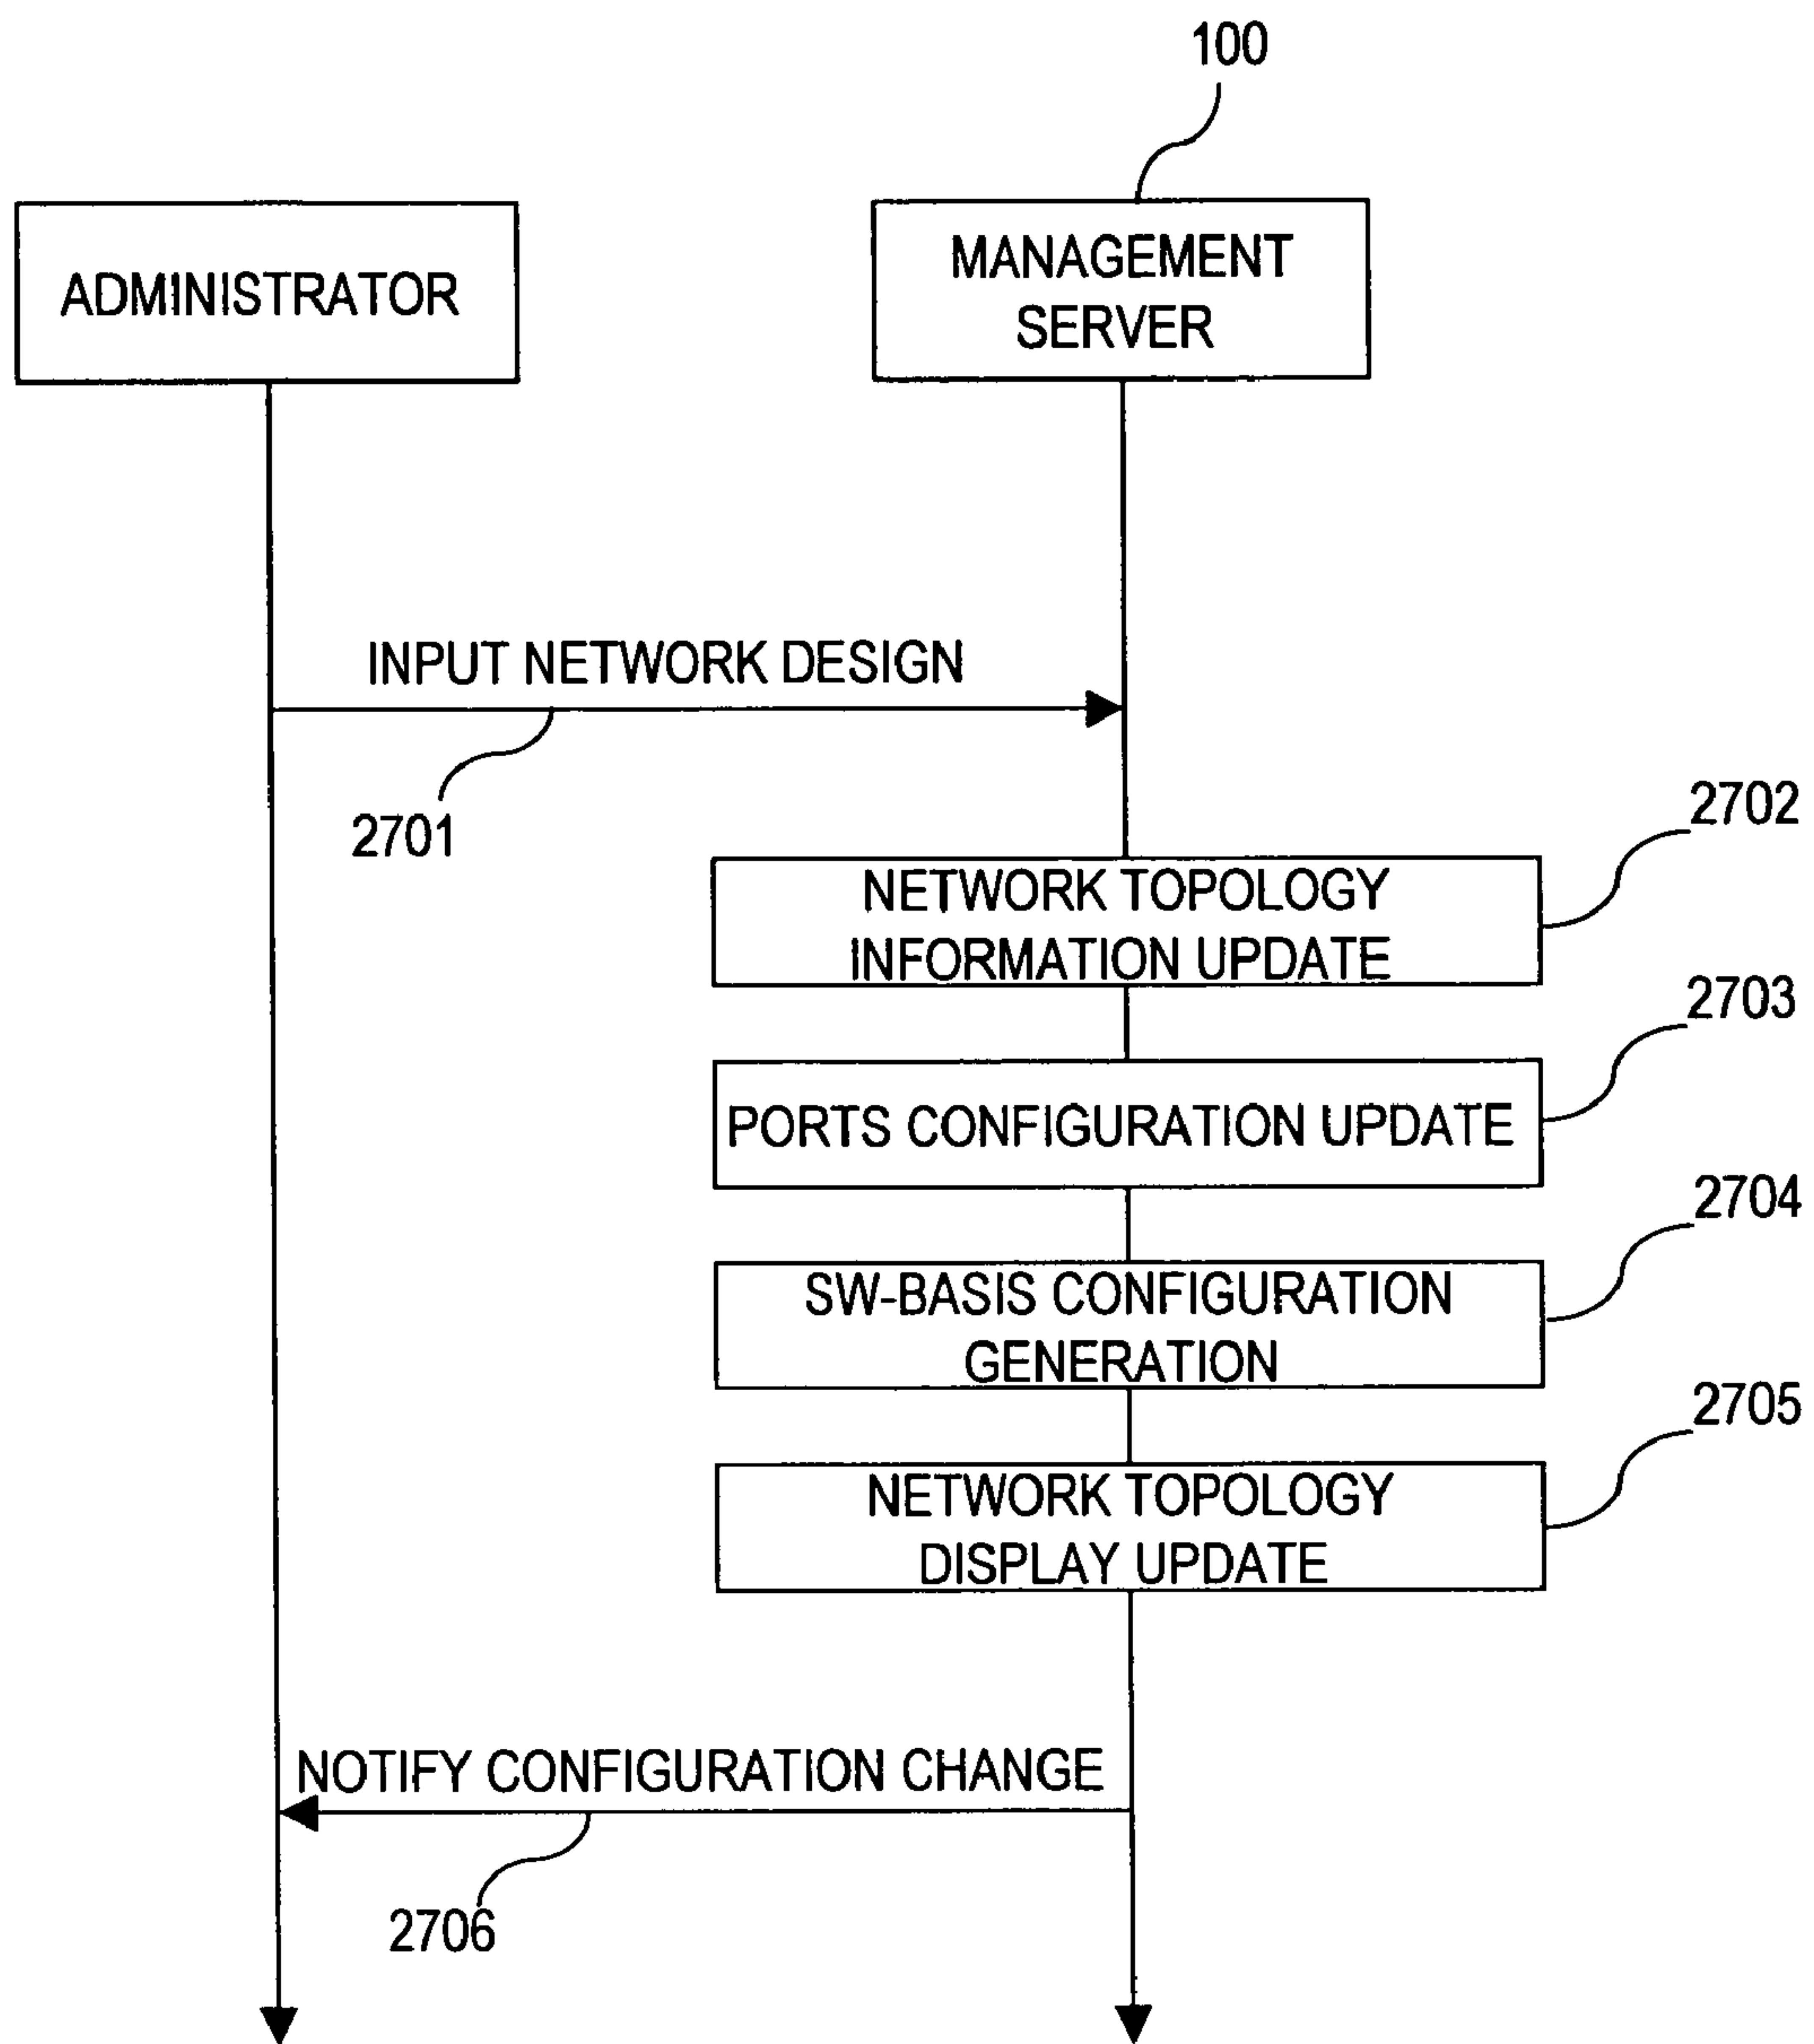 100
ADMINISTRATOR
MANAGEMENT
SERVER
INPUT NETWORK DESIGN
2701
2702
NETWORK TOPOLOGY
INFORMATION UPDATE
2703
PORTS CONFIGURATION UPDATE
2704
SW-BASIS CONFIGURATION
GENERATION
2705
NETWORK TOPOLOGY
DISPLAY UPDATE
NOTIFY CONFIGURATION CHANGE
2706